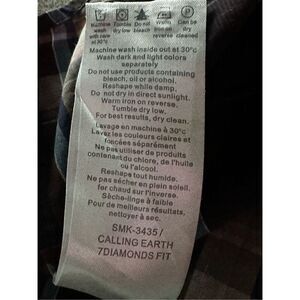 Machine wash with care at 30°c
Tumble dry low
Do not bleach
Warm iron on reverse
Can be dry cleaned
Machine wash inside out at 30°c
Wash dark and light colors
separately
Do not use products containing
bleach, oil or alcohol.
Reshape while damp.
Do not dry in direct sunlight.
Warm iron on reverse.
Tumble dry low.
For best results, dry clean.
Lavage en machine à 30°c
Lavez les couleurs claires et
foncées séparément
Ne pas utiliser de produits
contenant du chlore, de l'huile
où l'alcool.
Reshaps tout humide.
Ne pas sécher en plein soleil.
fer chaud sur l'inverse.
Sèche-linge à faible
Pour de meilleurs résultats,
nettoyer à sec.
SMK-3435/
CALLING EARTH
7DIAMONDS FIT